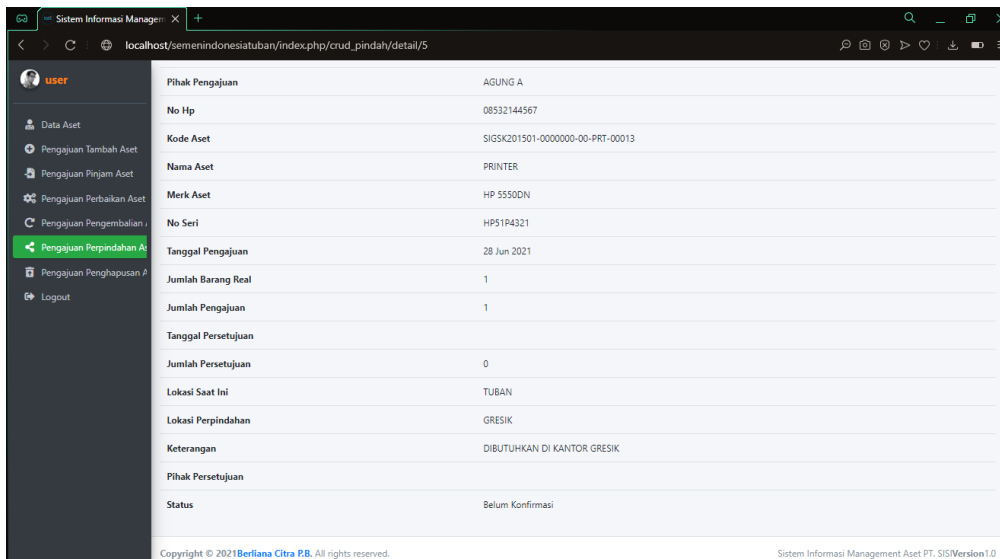 Sistem Informasi Managem
localhost/semenindonesiatuban/index.php/crud_pindah/detail/5
user
Data Aset
Pengajuan Tambah Aset
Pengajuan Pinjam Aset
Pengajuan Perbaikan Aset
Pengajuan Pengembalian
Pengajuan Perpindahan As
Pengajuan Penghapusan A
Logout
Pihak Pengajuan AGUNG A
No Hp 08532144567
Kode Aset SIGSK201501-0000000-00-PRT-00013
Nama Aset PRINTER
Merk Aset HP 5550DN
No Seri HP51P4321
Tanggal Pengajuan 28 Jun 2021
Jumlah Barang Real 1
Jumlah Pengajuan 1
Tanggal Persetujuan
Jumlah Persetujuan 0
Lokasi Saat Ini TUBAN
Lokasi Perpindahan GRESIK
Keterangan DIBUTUHKAN DI KANTOR GRESIK
Pihak Persetujuan
Status Belum Konfirmasi
Copyright © 2021Berliana Citra P.B. All rights reserved. Sistem Informasi Management Aset PT. SISIVersion1.0